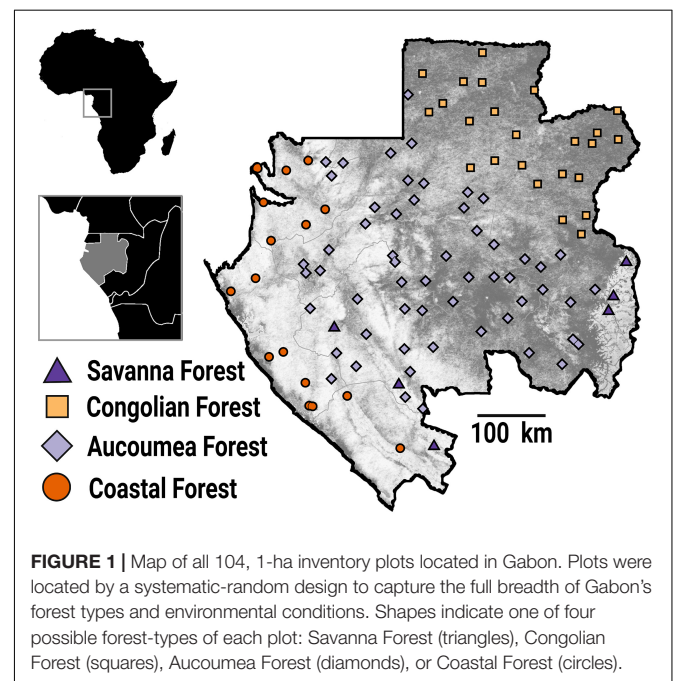 Savanna Forest
Congolian Forest
Aucoumea Forest
Coastal Forest
100 km
FIGURE 1 | Map of all 104, 1-ha inventory plots located in Gabon. Plots were
located by a systematic-random design to capture the full breadth of Gabon's
forest types and environmental conditions. Shapes indicate one of four
possible forest-types of each plot: Savanna Forest (triangles), Congolian
Forest (squares), Aucoumea Forest (diamonds), or Coastal Forest (circles).